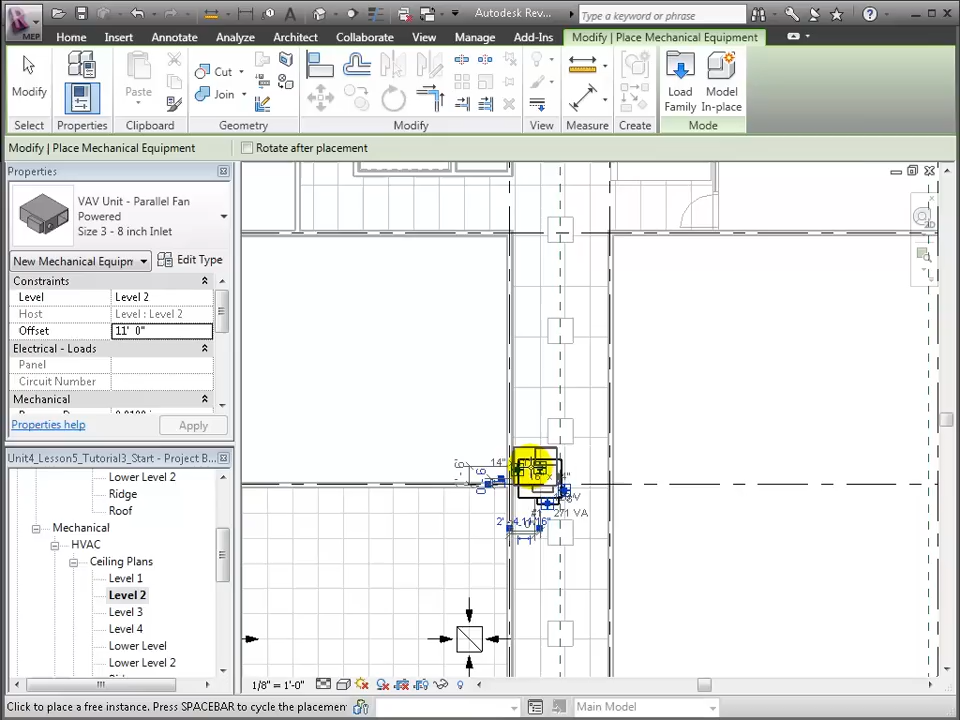 Autodesk Rev...
Type a keyword or phrase
MEP
Home Insert Annotate Analyze Architect Collaborate View Manage Add-Ins Modify | Place Mechanical Equipment
Modify Paste Cut Join Load Family Model In-place
Select Properties Clipboard Geometry Modify View Measure Create Mode
Modify | Place Mechanical Equipment Rotate after placement
Properties
VAV Unit - Parallel Fan
Powered
Size 3 - 8 inch Inlet
New Mechanical Equipm Edit Type
Constraints
Level Level 2
Host Level : Level 2
Offset 11' 0"
Electrical - Loads
Panel
Circuit Number
Mechanical
Properties help Apply
Unit4_Lesson5_Tutorial3_Start - Project B...
Lower Level 2
Ridge
Roof
Mechanical
HVAC
Ceiling Plans
Level 1
Level 2
Level 3
Level 4
Lower Level
Lower Level 2
14"
271 VA
1/8" = 1'-0"
Click to place a free instance. Press SPACEBAR to cycle the placemen
Main Model